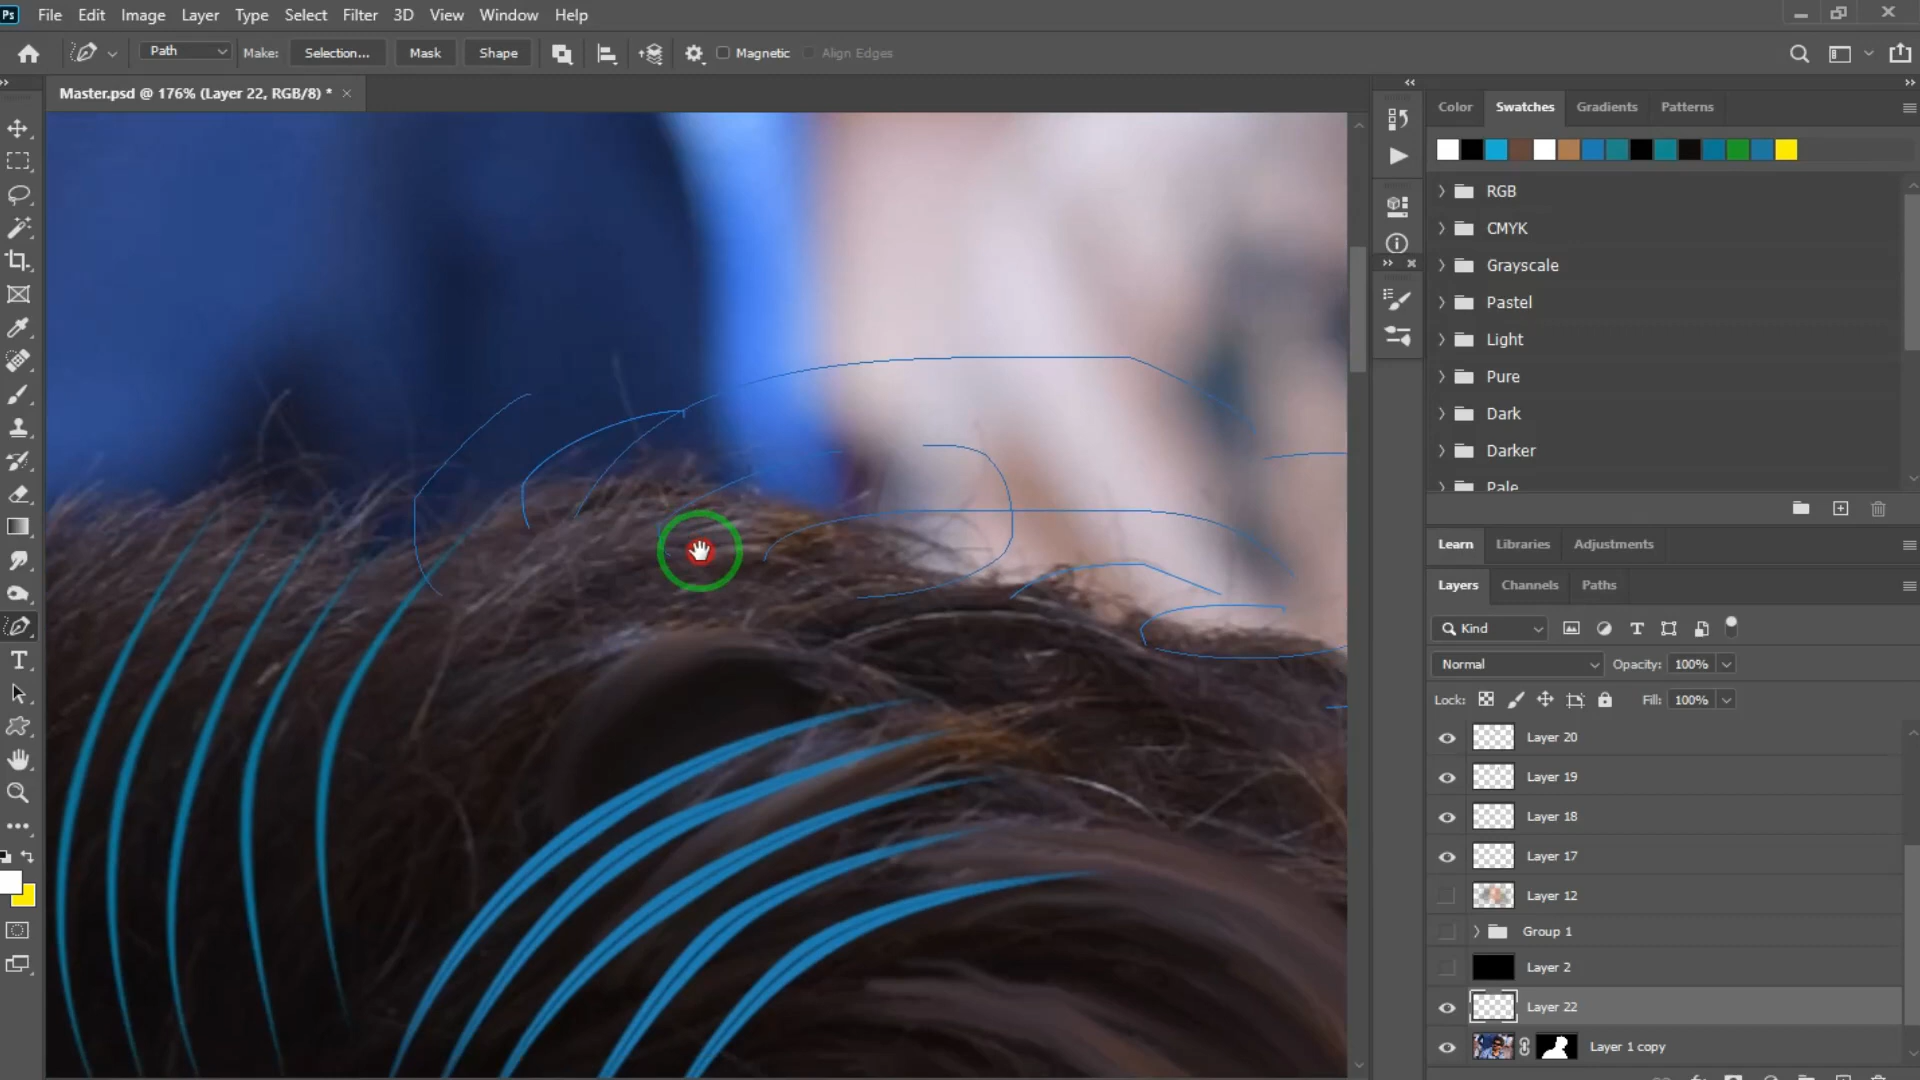 Ps File Edit Image Layer Type Select Filter 3D View Window Help
Path Make: Selection... Mask Shape Magnetic Align Edges
Master.psd @ 176% (Layer 22, RGB/8) * ×
Color Swatches Gradients Patterns
RGB
CMYK
Grayscale
Pastel
Light
Pure
Dark
Darker
Pale
Learn Libraries Adjustments
Layers Channels Paths
Kind
Normal Opacity: 100%
Lock: Fill: 100%
Layer 20
Layer 19
Layer 18
Layer 17
Layer 12
Group 1
Layer 2
Layer 22
Layer 1 copy